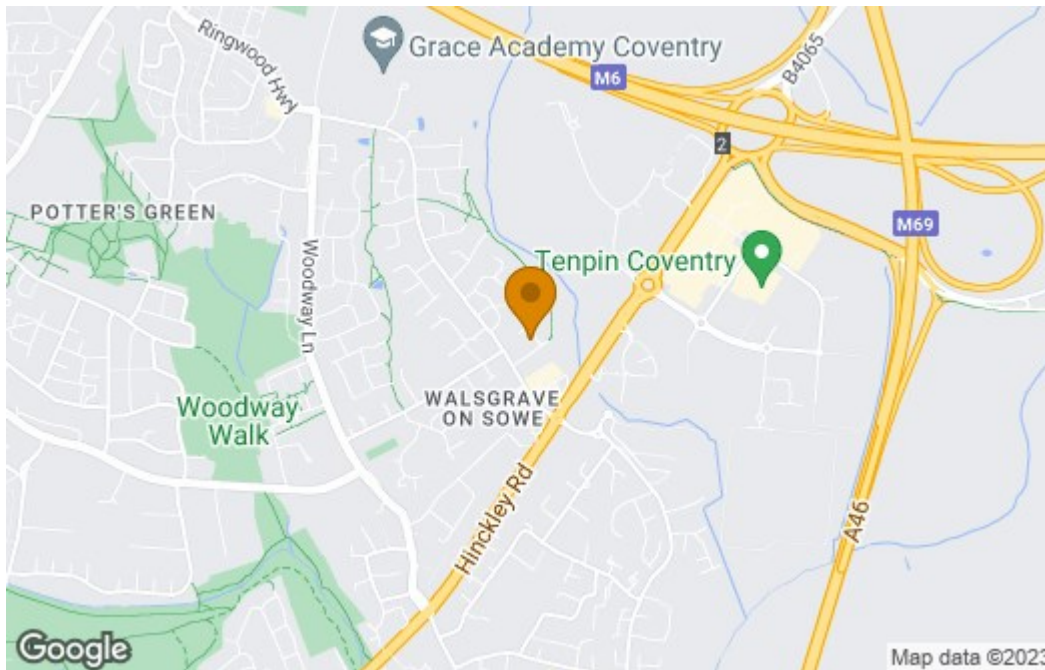 Ringwood Hwy
Grace Academy Coventry
M6
B4065
2
POTTER'S GREEN
Woodway Ln
M69
Tenpin Coventry
WALSGRAVE
ON SOWE
Woodway
Walk
Hinckley Rd
A46
Google
Map data ©2023